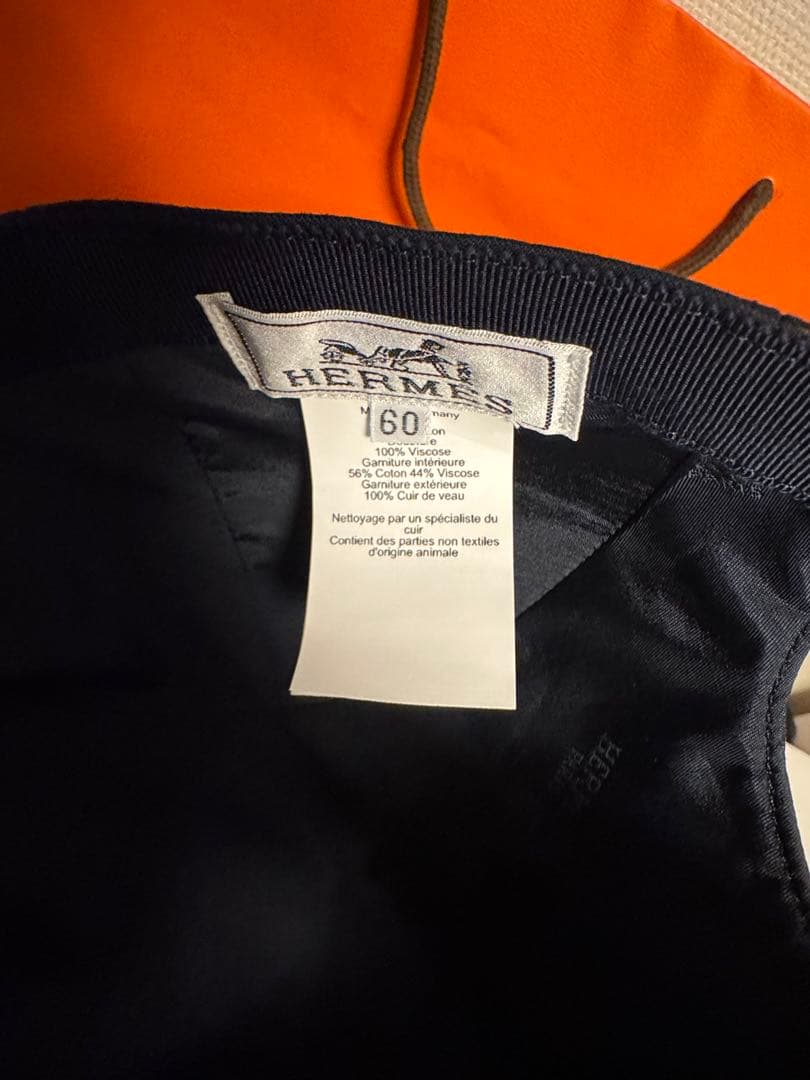 HERMES
60
100% Viscose
Garniture intérieure
56% Coton 44% Viscose
Garniture extérieure
100% Cuir de veau
Nettoyage par un spécialiste du
cuir
Contient des parties non textiles
d'origine animale